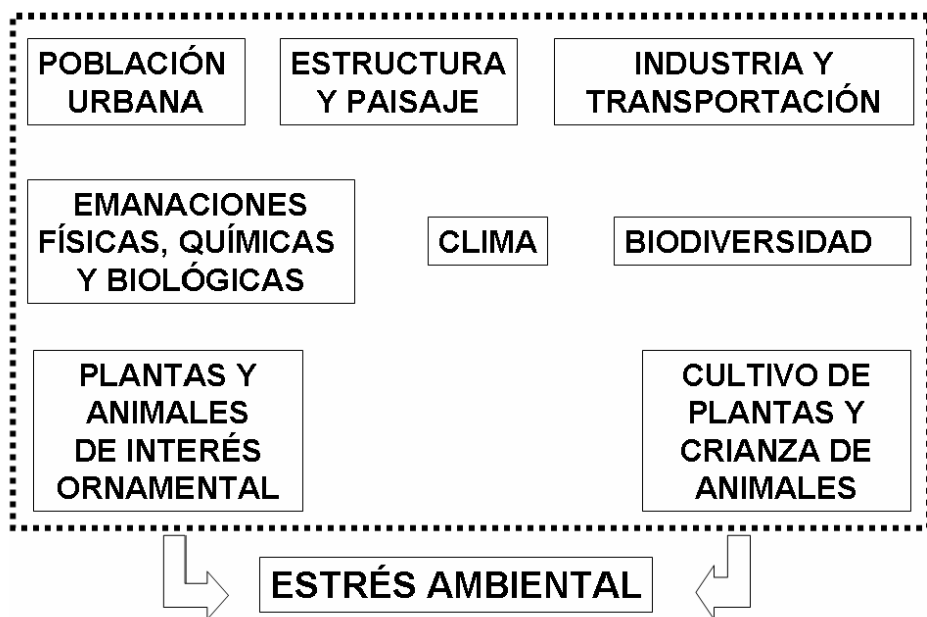 POBLACIÓN
URBANA
ESTRUCTURA
Y PAISAJE
INDUSTRIA Y
TRANSPORTACIÓN
EMANACIONES
FÍSICAS, QUÍMICAS
Y BIOLÓGICAS
CLIMA
BIODIVERSIDAD
PLANTAS Y
ANIMALES
DE INTERÉS
ORNAMENTAL
CULTIVO DE
PLANTAS Y
CRIANZA DE
ANIMALES
ESTRÉS AMBIENTAL